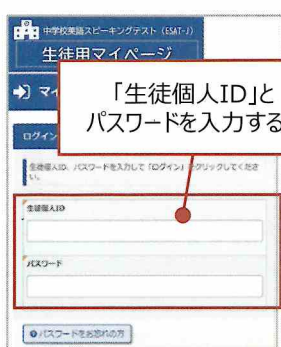 中学校英語スピーキングテスト (ESAT-J)
生徒用マイページ
マイ
「生徒個人ID」と
パスワードを入力する
ログイン
生徒個人ID、パスワードを入力して「ログイン」をクリックしてくださ
い。
生徒個人ID
パスワード
パスワードをお忘れの方